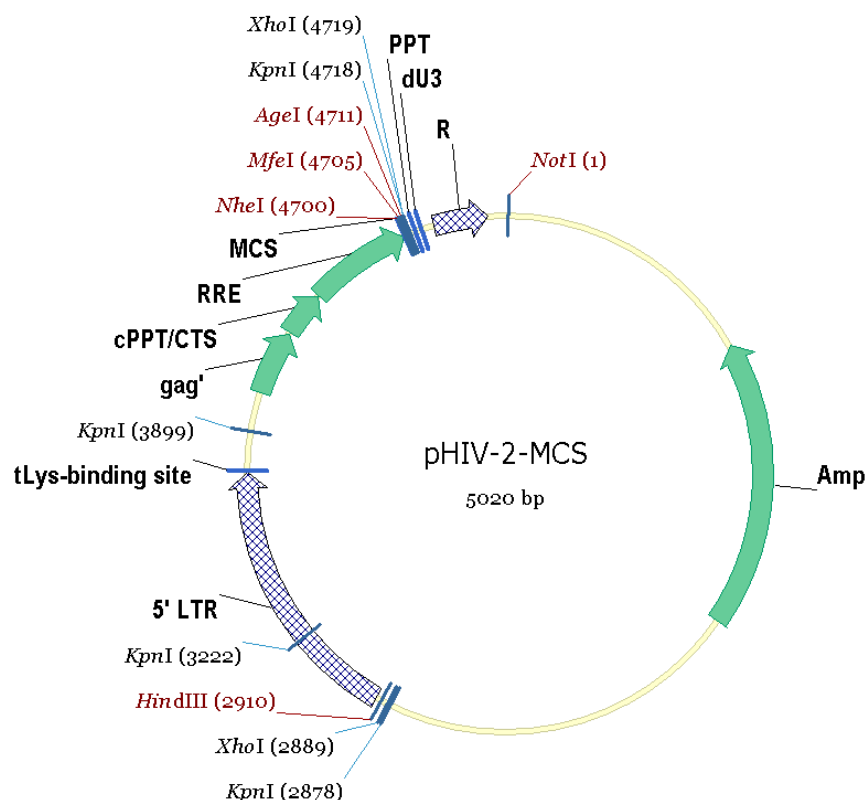 XhoI (4719)
PPT
KpnI (4718)
dU3
AgeI (4711)
R
MfeI (4705)
NotI (1)
NheI (4700)
MCS
RRE
cPPT/CTS
gag'
KpnI (3899)
pHIV-2-MCS
tLys-binding site
Amp
5020 bp
5' LTR
KpnI (3222)
HindIII (2910)
XhoI (2889)
KpnI (2878)